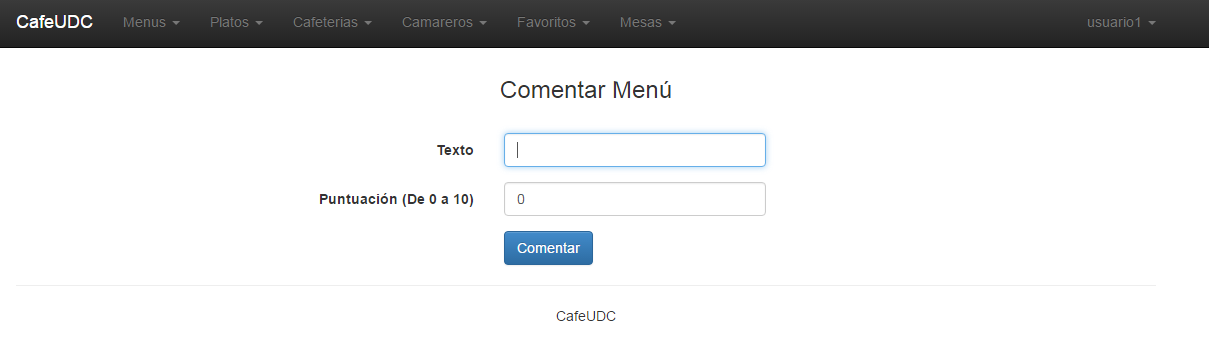 CafeUDC Menus Platos Cafeterias Camareros Favoritos Mesas usuario1
Comentar Menú
Texto
Puntuación (De 0 a 10) 0
Comentar
CafeUDC